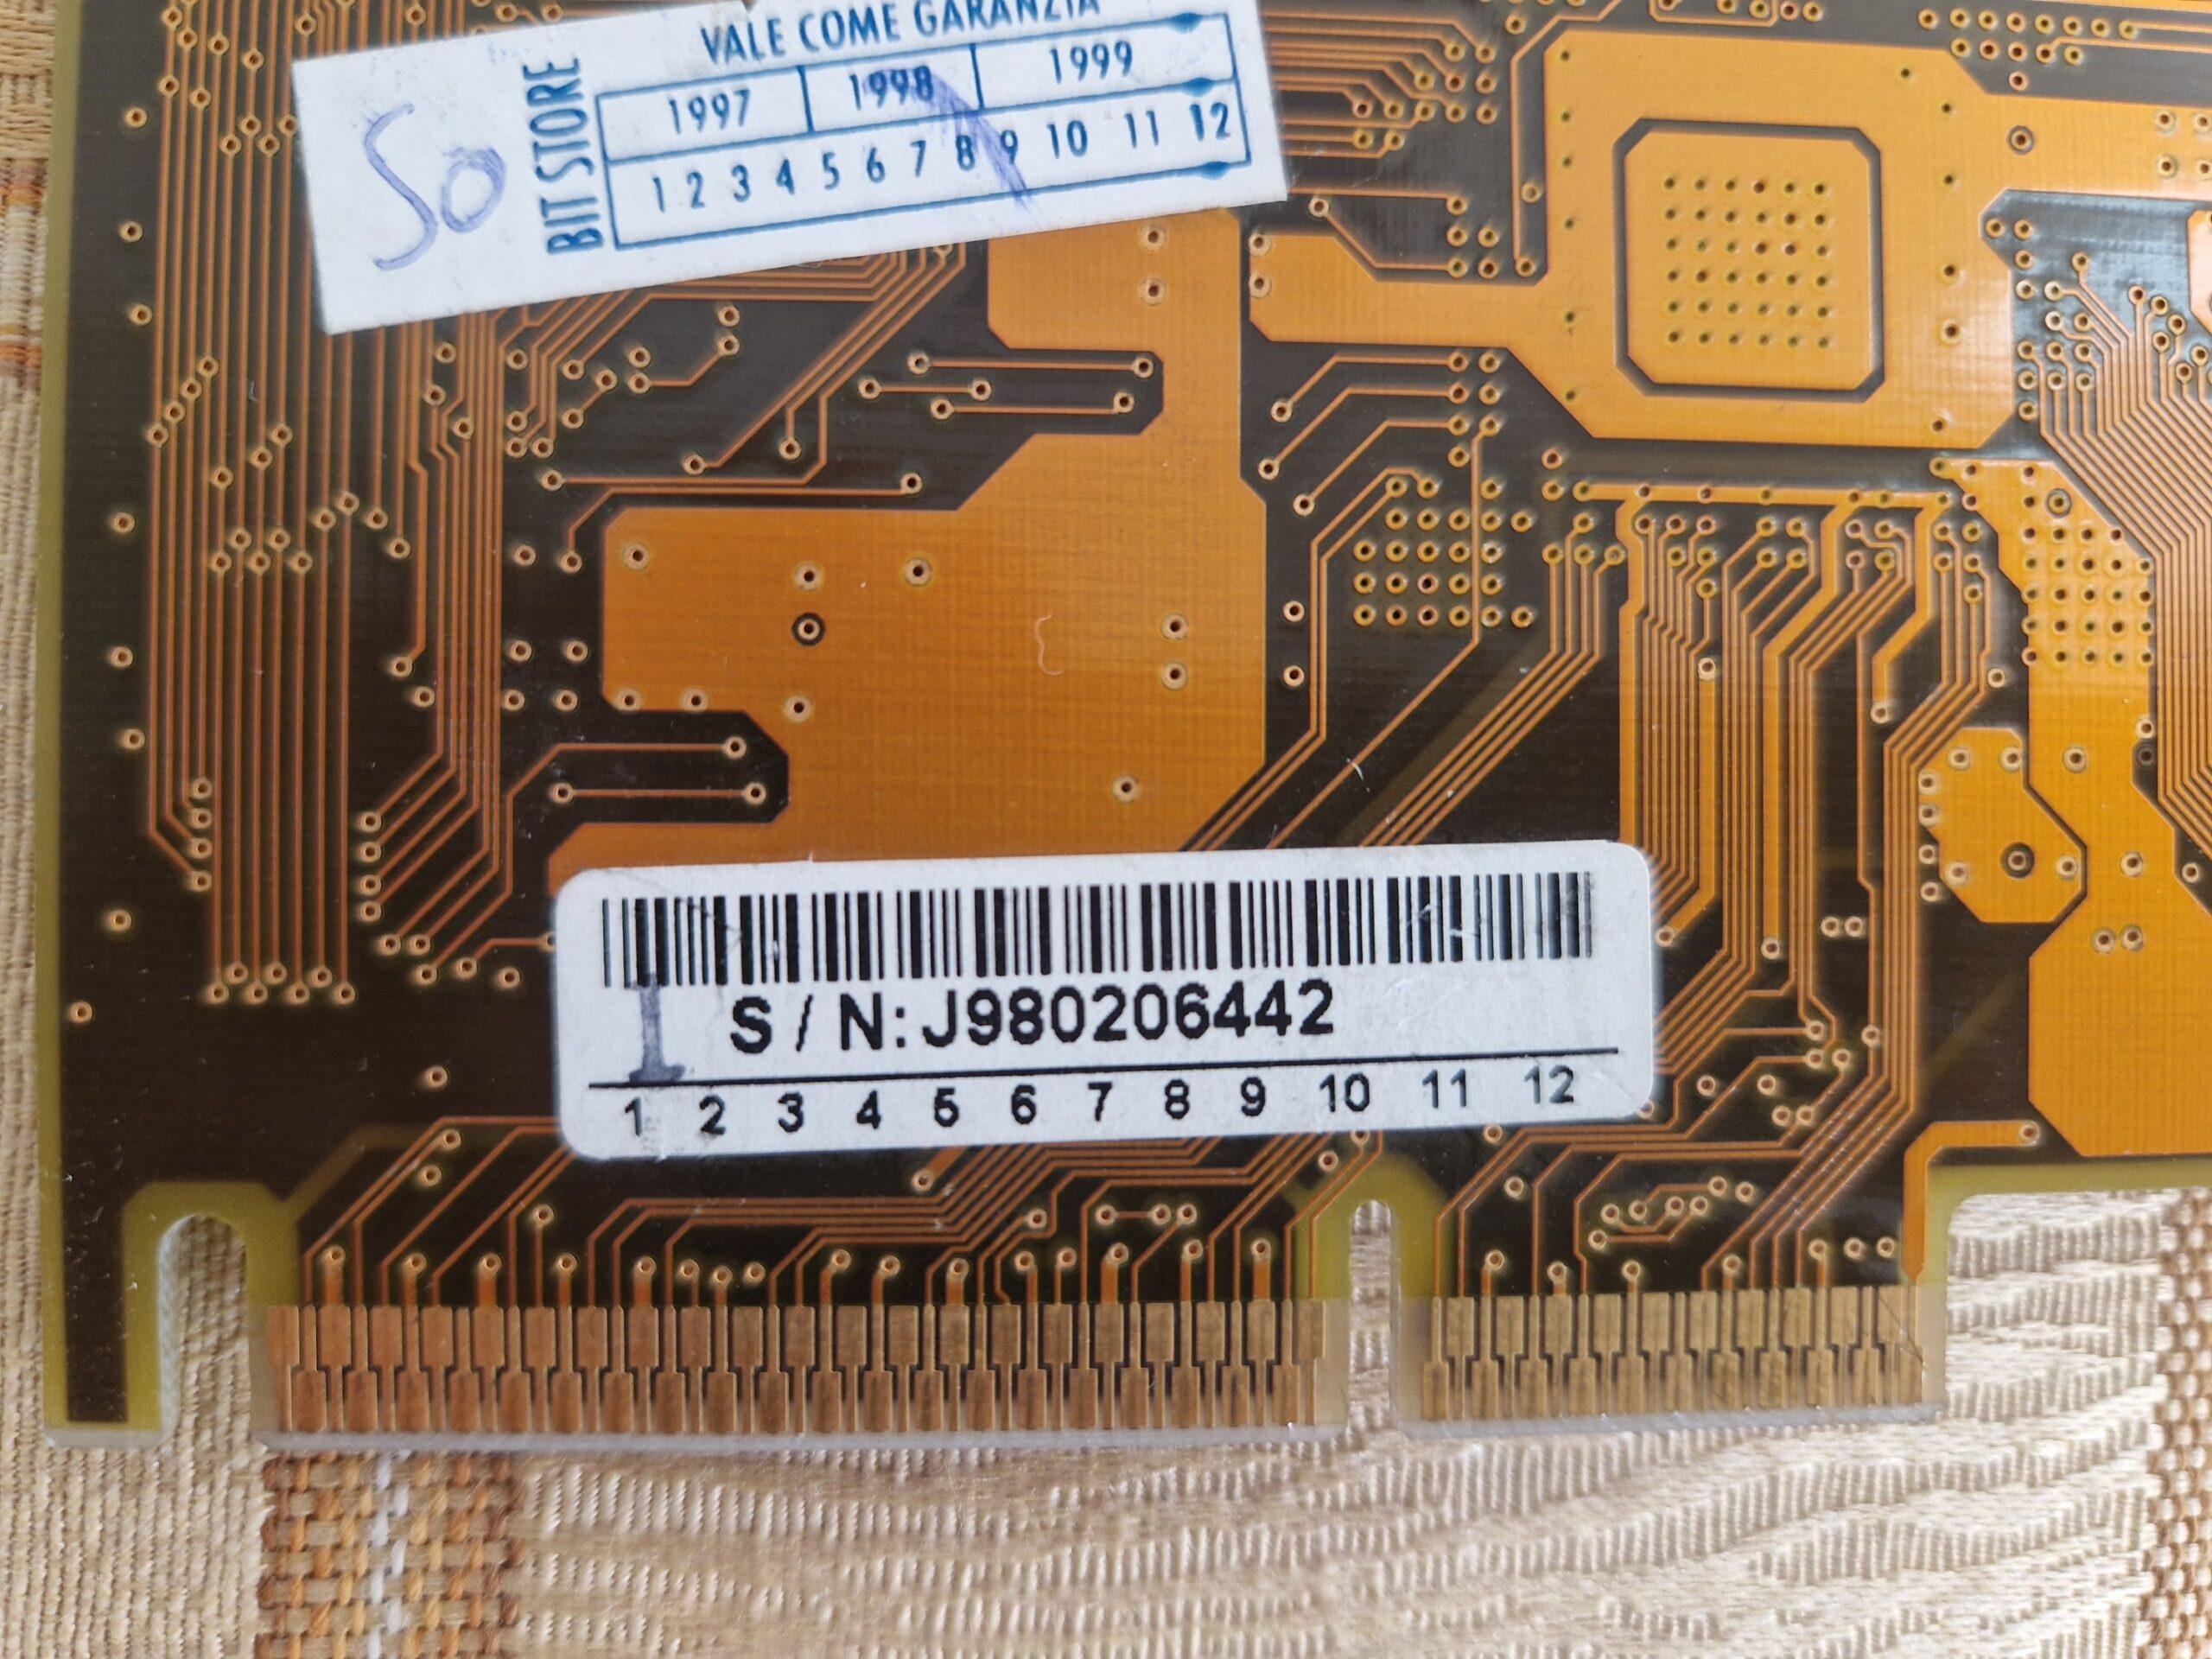 VALE COME GARANZIA
BIT STORE
1997 1998 1999
1 2 3 4 5 6 7 8 9 10 11 12
So
S / N: J980206442
1 2 3 4 5 6 7 8 9 10 11 12